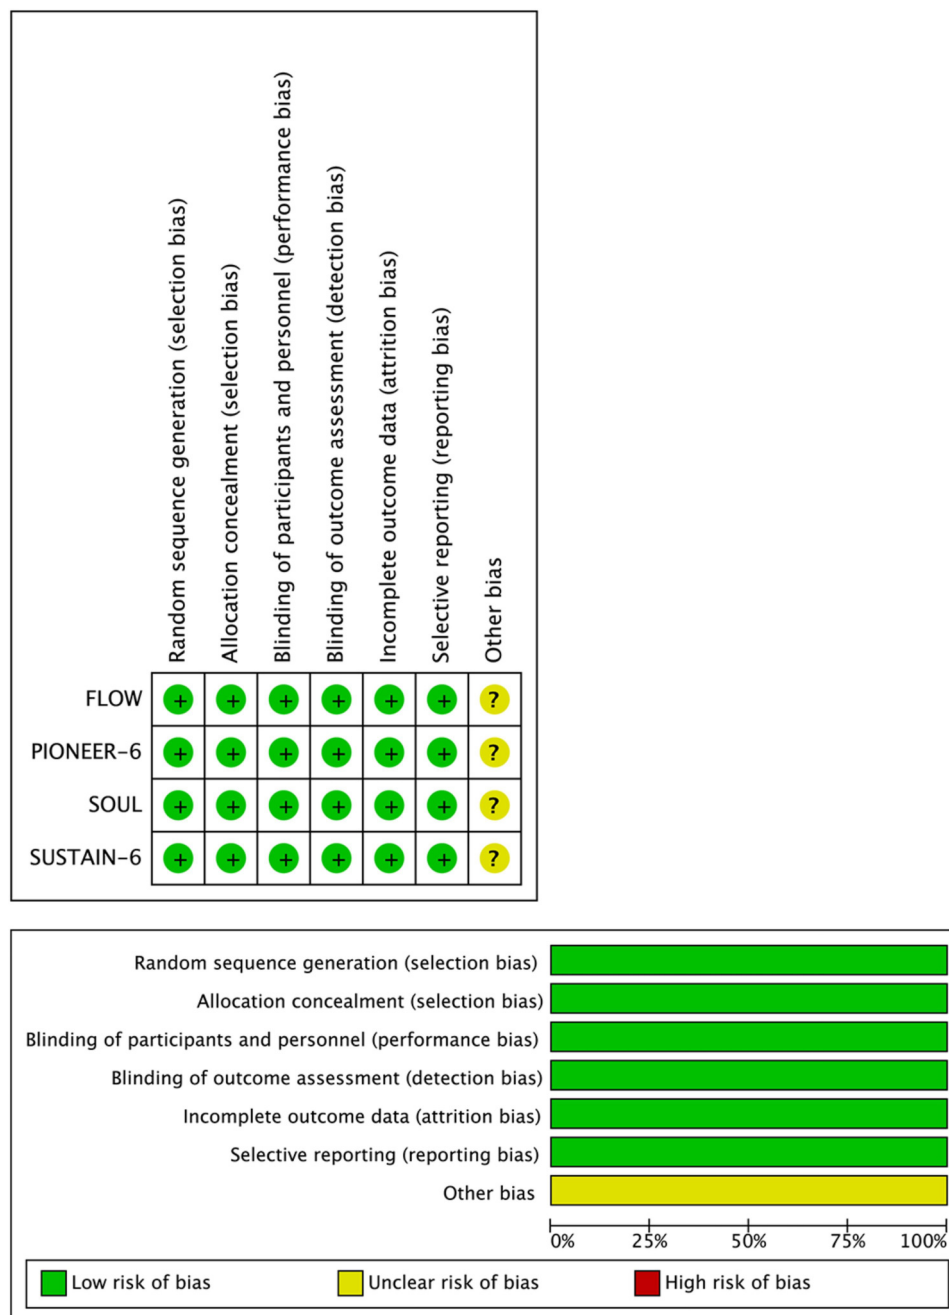 Random sequence generation (selection bias)
Allocation concealment (selection bias)
Blinding of participants and personnel (performance bias)
Blinding of outcome assessment (detection bias)
Incomplete outcome data (attrition bias)
Selective reporting (reporting bias)
Other bias
FLOW + + + + + + ?
PIONEER-6 + + + + + + ?
SOUL + + + + + + ?
SUSTAIN-6 + + + + + + ?
Random sequence generation (selection bias)
Allocation concealment (selection bias)
Blinding of participants and personnel (performance bias)
Blinding of outcome assessment (detection bias)
Incomplete outcome data (attrition bias)
Selective reporting (reporting bias)
Other bias
0% 25% 50% 75% 100%
Low risk of bias Unclear risk of bias High risk of bias